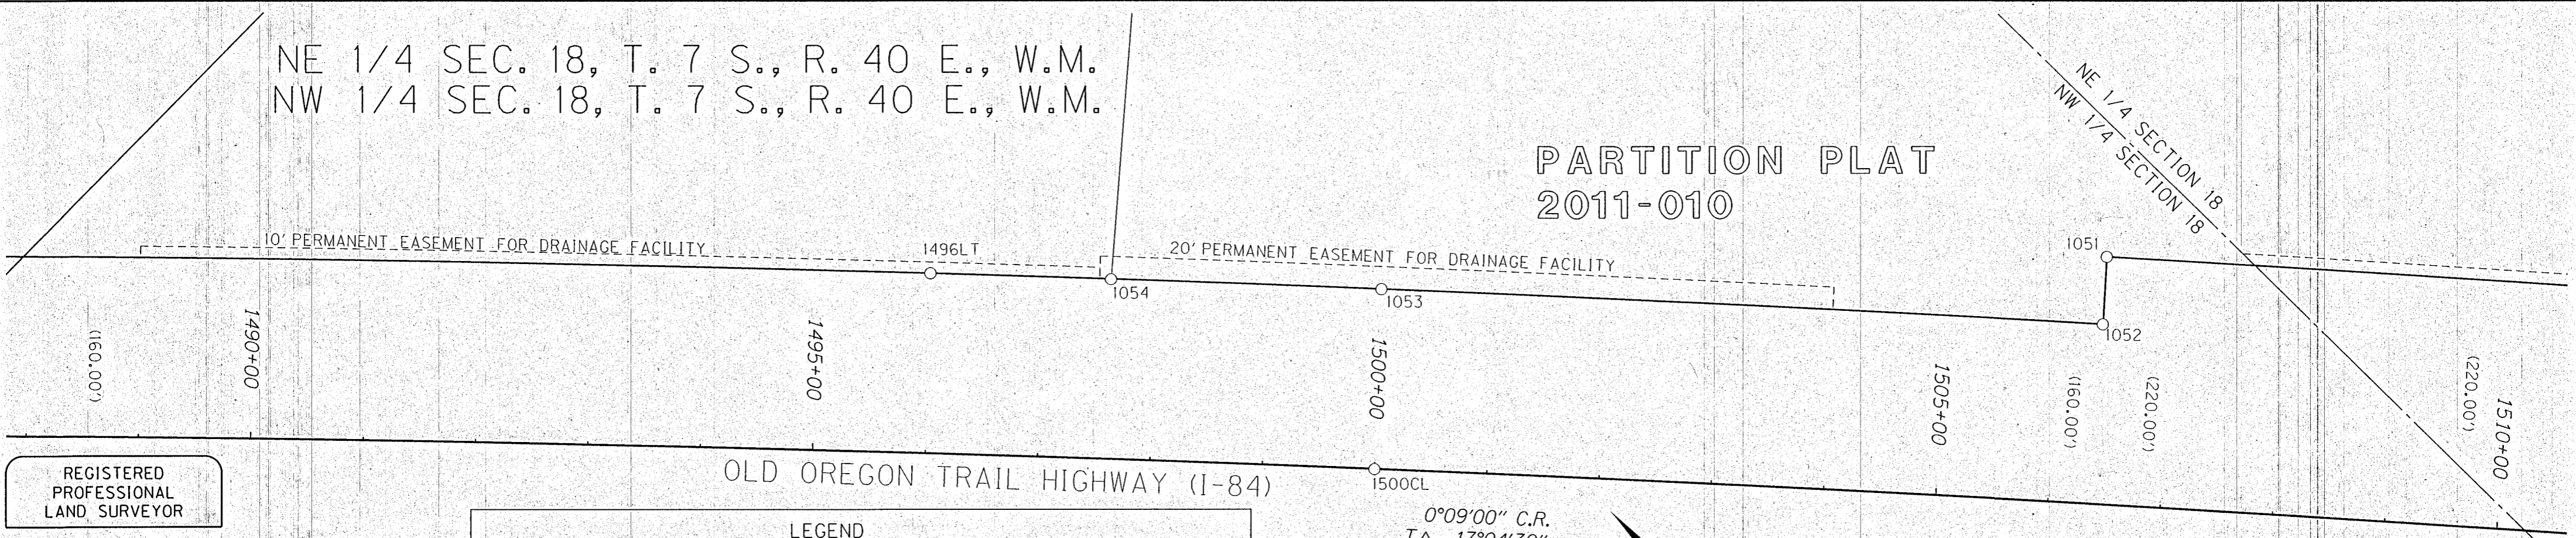 NE 1/4 SEC. 18, T. 7 S., R. 40 E., W.M.
NW 1/4 SEC. 18, T. 7 S., R. 40 E., W.M.
NE 1/4 SECTION 18
NW 1/4 SECTION 18
PARTITION PLAT
2011-010
10' PERMANENT EASEMENT FOR DRAINAGE FACILITY
1496LT
20' PERMANENT EASEMENT FOR DRAINAGE FACILITY
1051
1054
1053
1052
(160.00')
1490+00
1495+00
1500+00
1505+00
(160.00')
(220.00')
(220.00')
1510+00
REGISTERED
PROFESSIONAL
LAND SURVEYOR
OLD OREGON TRAIL HIGHWAY (I-84)
1500CL
LEGEND
0°09'00" C.R.